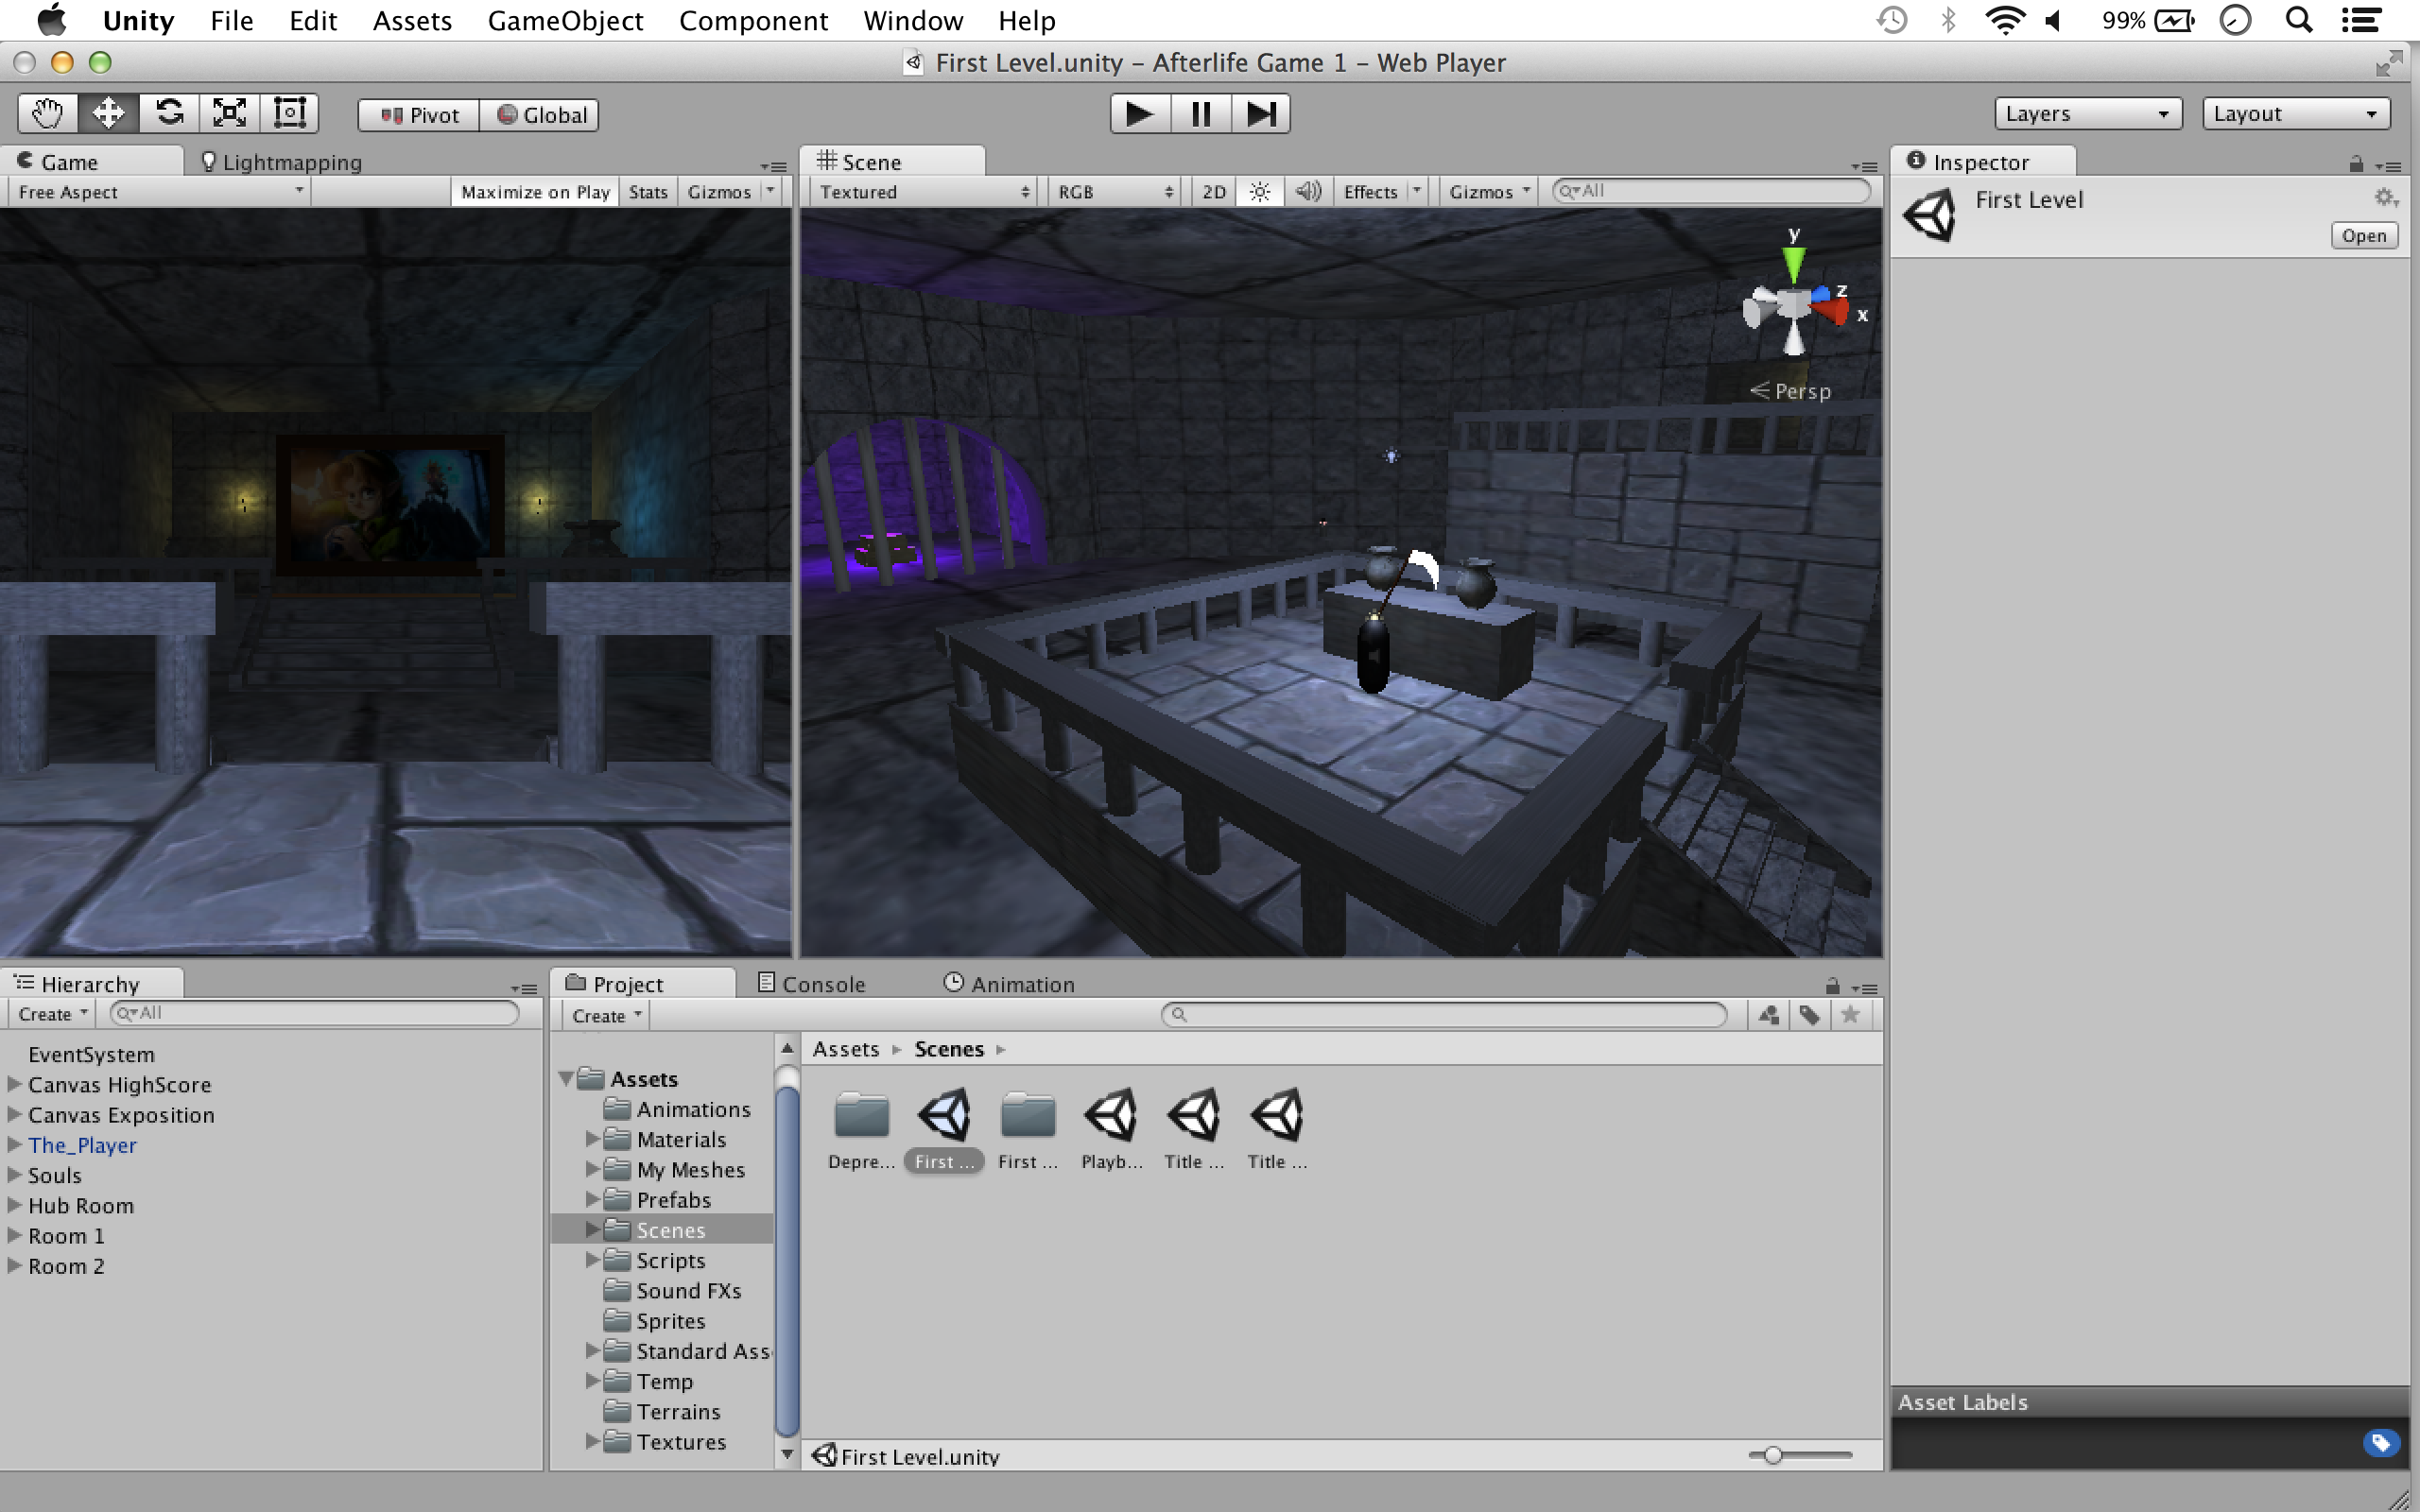 Unity File Edit Assets GameObject Component Window Help 99%
First Level.unity – Afterlife Game 1 – Web Player
Pivot Global Layers Layout
Game Lightmapping
Free Aspect Maximize on Play Stats Gizmos
Scene
Textured RGB 2D Effects Gizmos All
y
z
x
Persp
Inspector
First Level
Open
Hierarchy
Create All
EventSystem
Canvas HighScore
Canvas Exposition
The_Player
Souls
Hub Room
Room 1
Room 2
Project Console Animation
Create
Assets
Animations
Materials
My Meshes
Prefabs
Scenes
Scripts
Sound FXs
Sprites
Standard Ass
Temp
Terrains
Textures
Assets Scenes
Depre... First ... First ... Playb... Title ... Title ...
First Level.unity
Asset Labels